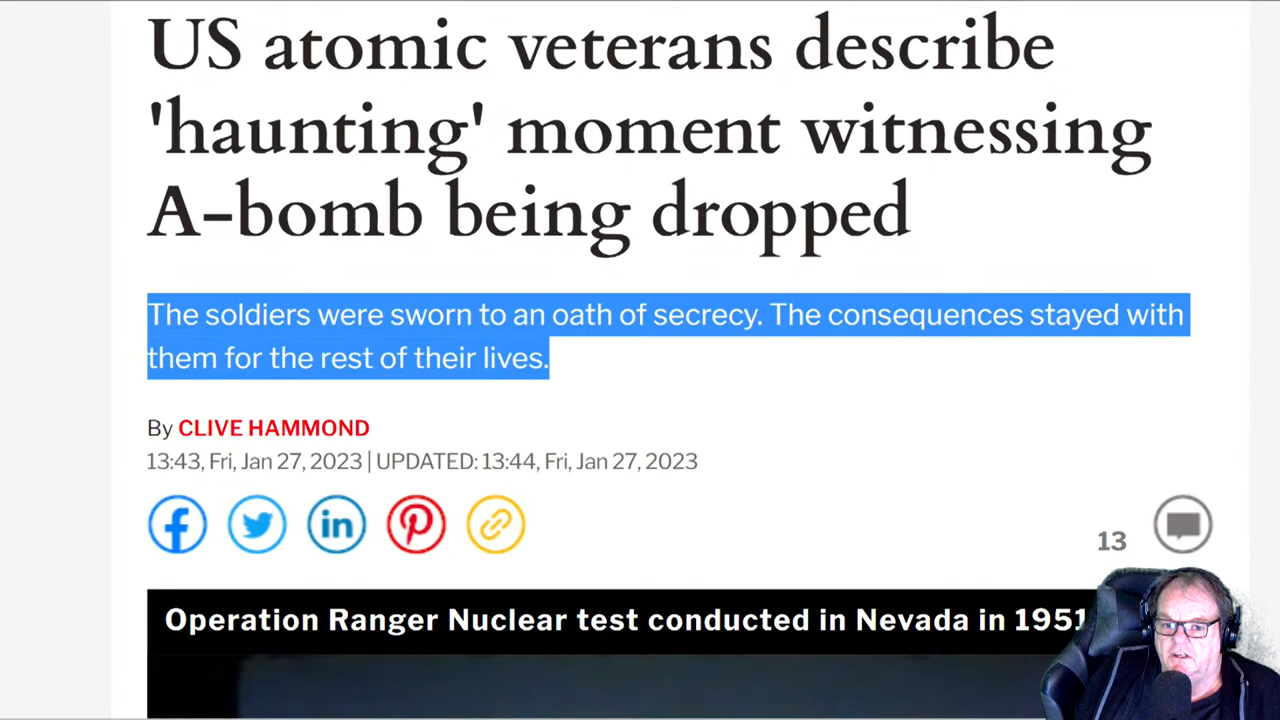 US atomic veterans describe
'haunting' moment witnessing
A-bomb being dropped
The soldiers were sworn to an oath of secrecy. The consequences stayed with
them for the rest of their lives.
By CLIVE HAMMOND
13:43, Fri, Jan 27, 2023 | UPDATED: 13:44, Fri, Jan 27, 2023
f in
13
Operation Ranger Nuclear test conducted in Nevada in 1951